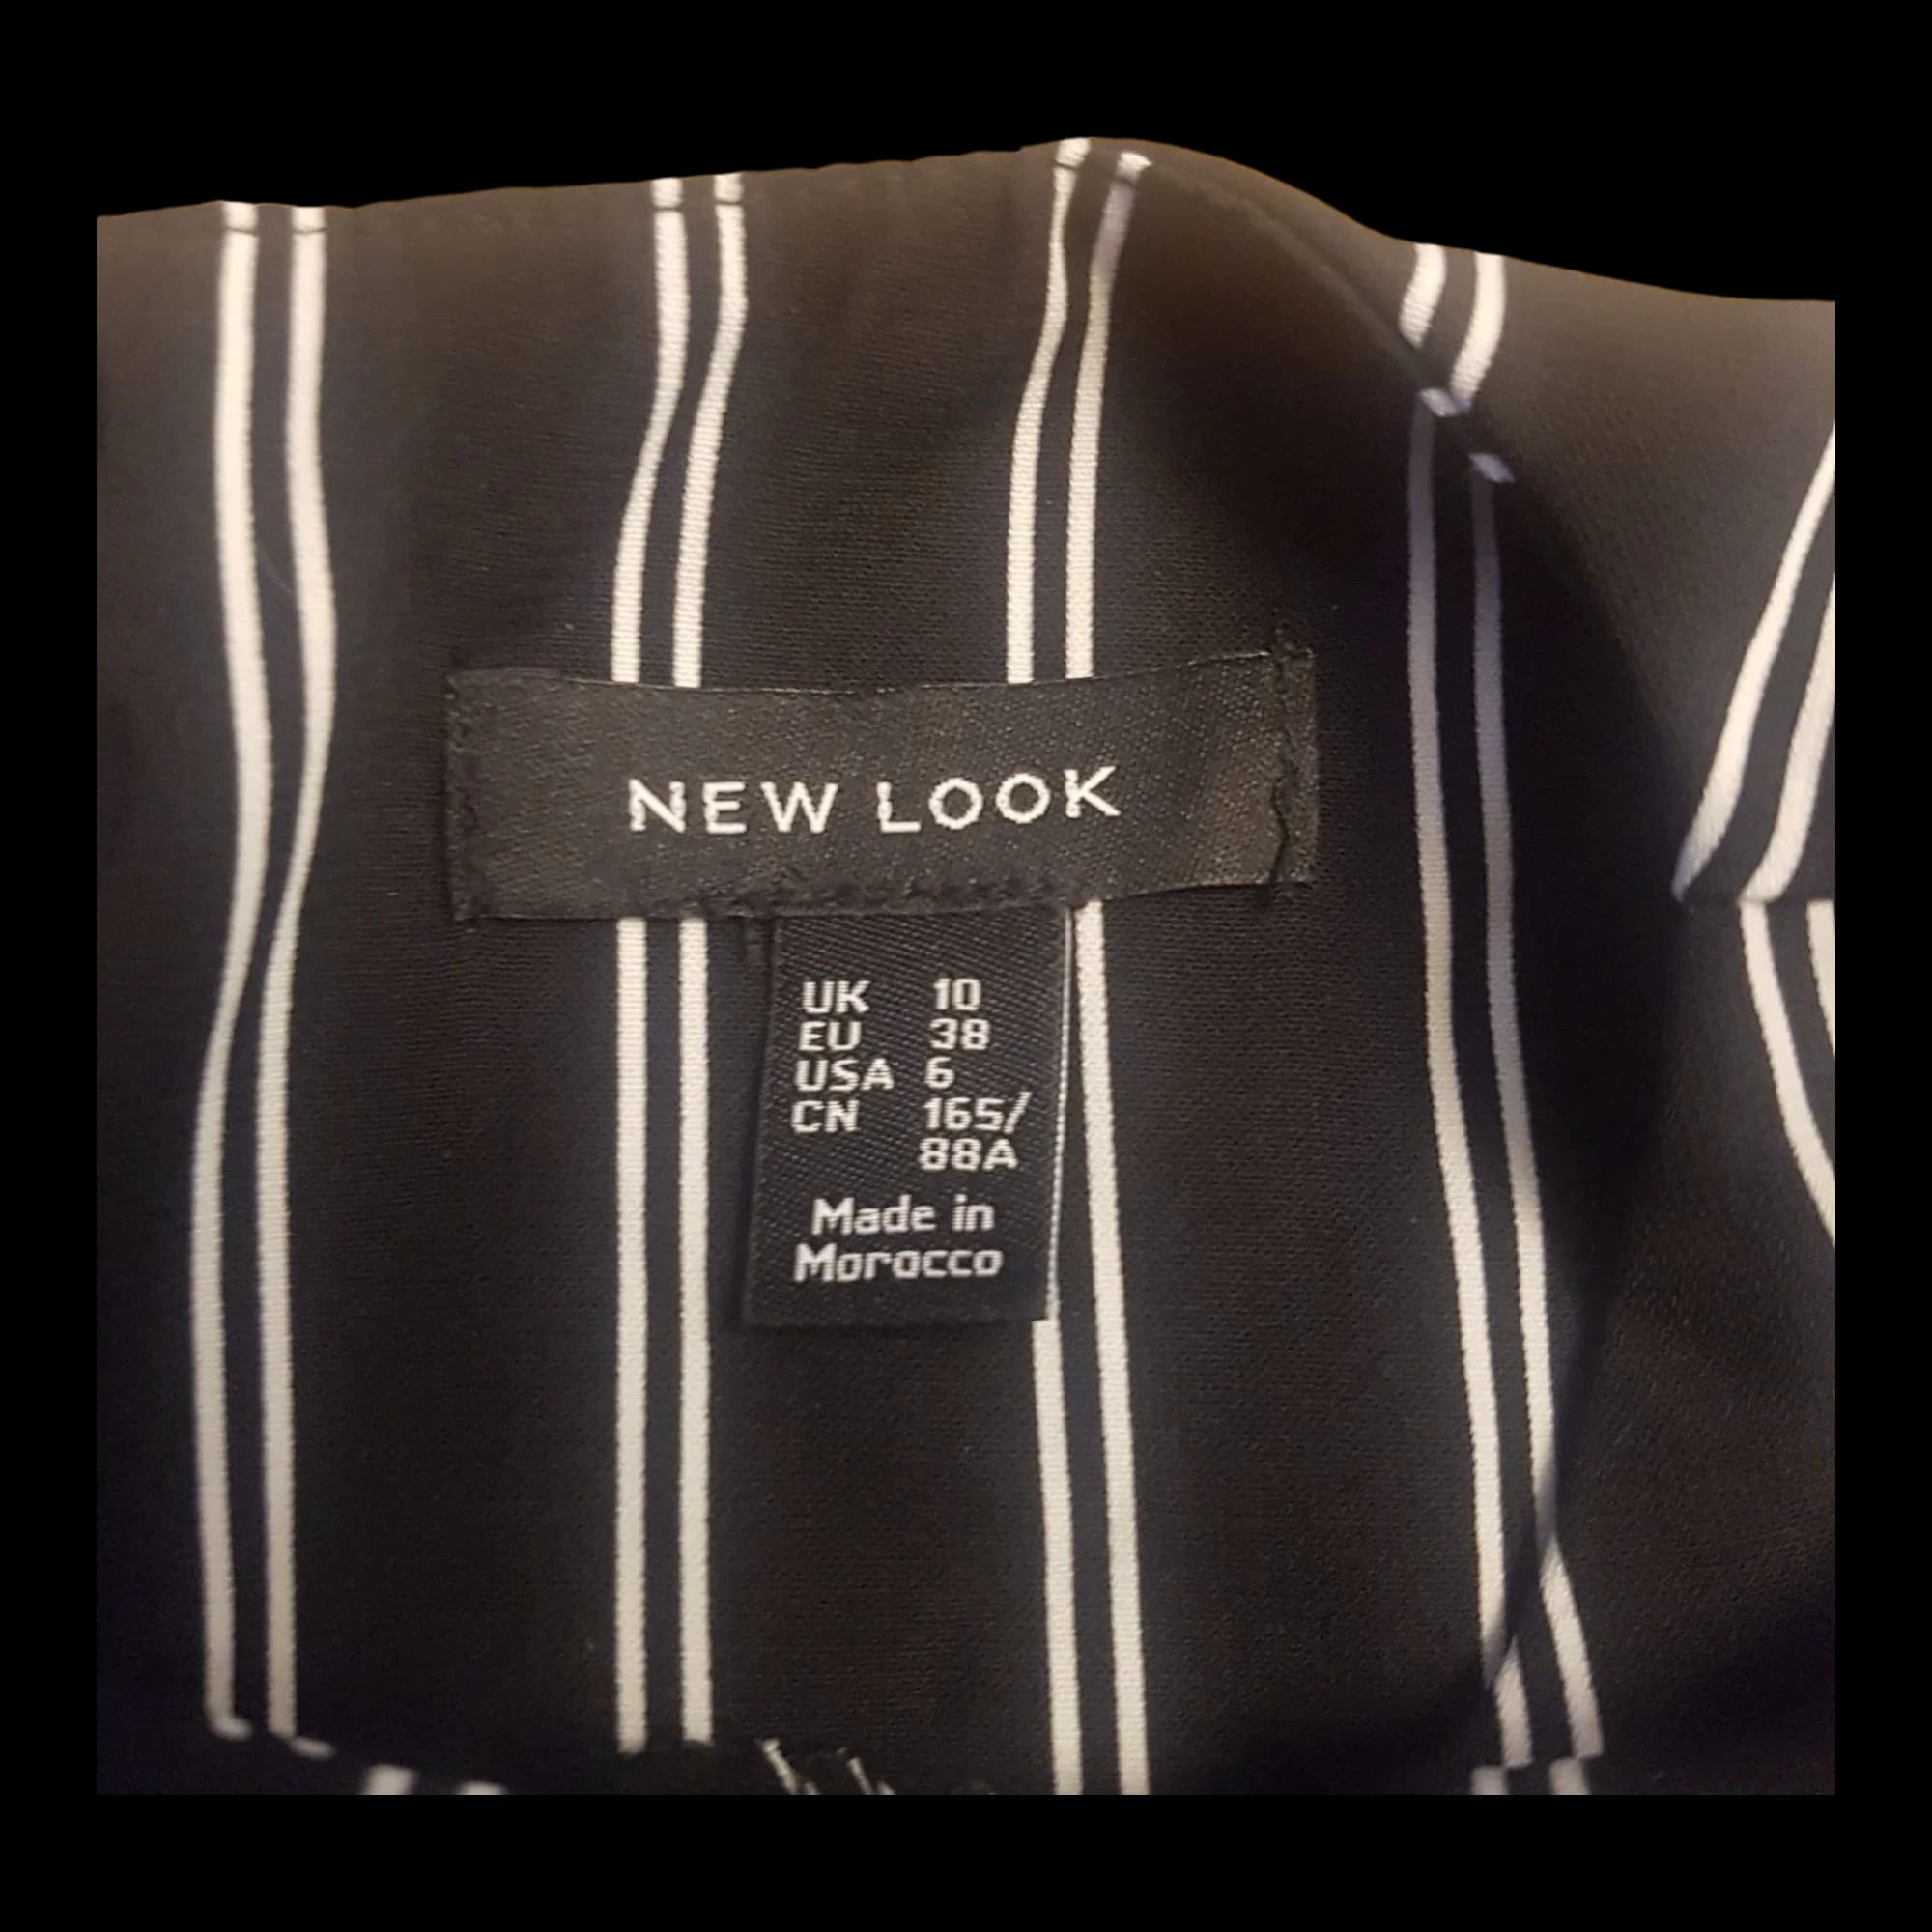 NEW LOOK
UK 10
EU 38
USA 6
CN 165/
88A
Made in
Morocco